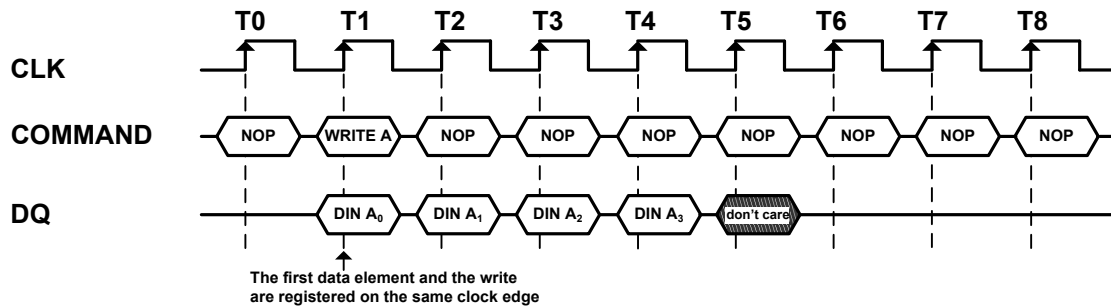 T0 T1 T2 T3 T4 T5 T6 T7 T8
CLK
COMMAND NOP WRITE A NOP NOP NOP NOP NOP NOP NOP
DQ DIN A0 DIN A1 DIN A2 DIN A3 don't care
The first data element and the write
are registered on the same clock edge